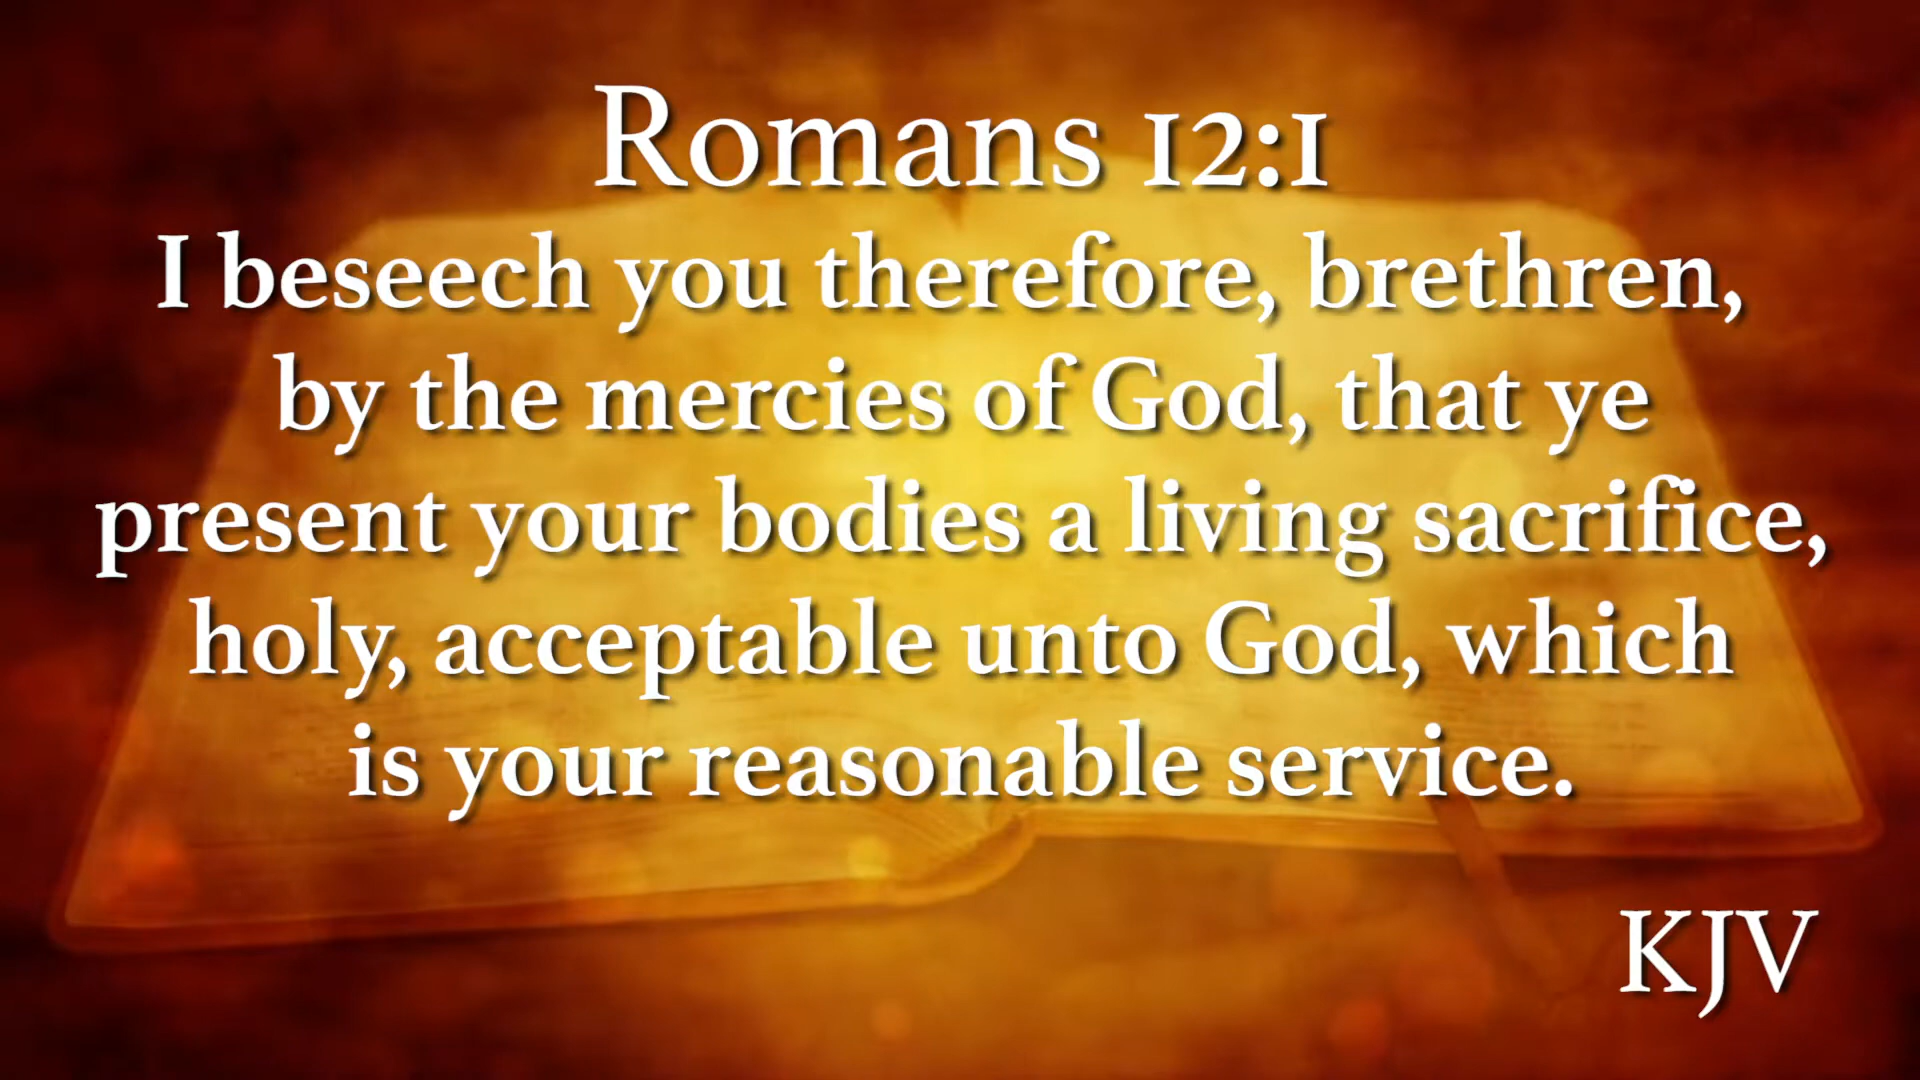 Romans 12:1
I beseech you therefore, brethren,
by the mercies of God, that ye
present your bodies a living sacrifice,
holy, acceptable unto God, which
is your reasonable service.
KJV